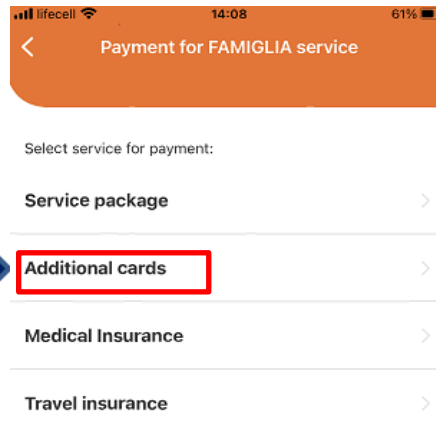 lifecell 14:08 61%
Payment for FAMIGLIA service
Select service for payment:
Service package
Additional cards
Medical Insurance
Travel insurance